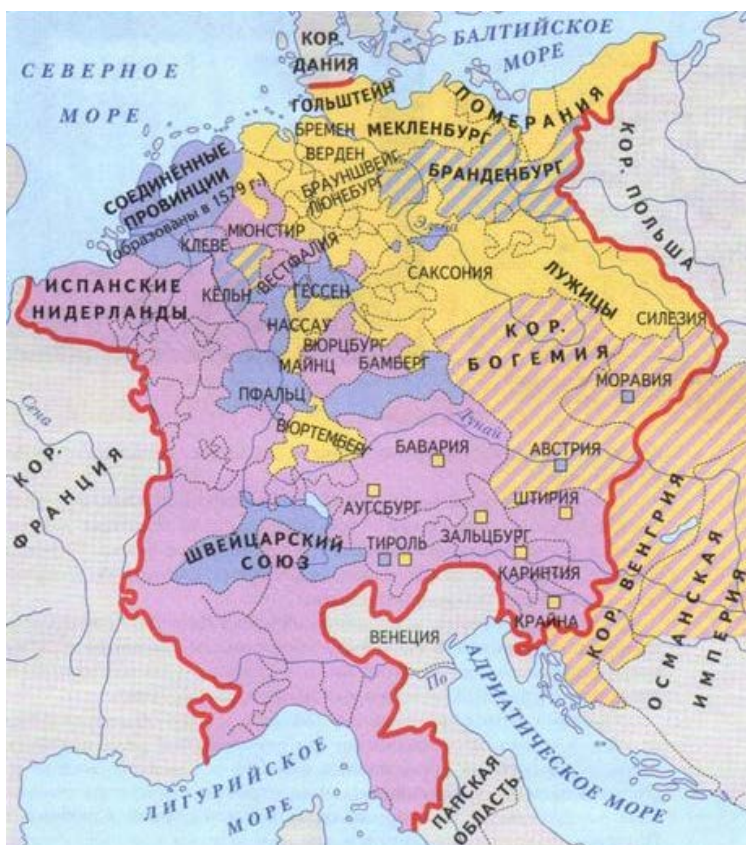 КОР.
ДАНИЯ
БАЛТИЙСКОЕ
МОРЕ
СЕВЕРНОЕ
МОРЕ
ГОЛЬШТЕЙН
ПОМЕРАНИЯ
БРЕМЕН
МЕКЛЕНБУРГ
ВЕРДЕН
БРАНДЕНБУРГ
КОР. ПОЛЬША
СОЕДИНЁННЫЕ
ПРОВИНЦИИ
(образованы в 1579 г.)
БРАУНШВЕЙГ
ЛЮНЕБУРГ
Эльба
МЮНСТИР
КЛЕВЕ
ВЕСТФАЛИЯ
САКСОНИЯ
ЛУЖИЦЫ
ИСПАНСКИЕ
НИДЕРЛАНДЫ
КЕЛЬН
ГЕССЕН
СИЛЕЗИЯ
НАССАУ
КОР.
БОГЕМИЯ
ВЮРЦБУРГ
МАЙНЦ
БАМБЕРГ
МОРАВИЯ
ПФАЛЬЦ
Сена
Дунай
ВЮРТЕМБЕРГ
БАВАРИЯ
АВСТРИЯ
КОР.
ФРАНЦИЯ
АУГСБУРГ
ШТИРИЯ
ШВЕЙЦАРСКИЙ
СОЮЗ
ТИРОЛЬ
ЗАЛЬЦБУРГ
КАРИНТИЯ
КОР. ВЕНГРИЯ
ОСМАНСКАЯ
ИМПЕРИЯ
КРАЙНА
ВЕНЕЦИЯ
По
АДРИАТИЧЕСКОЕ МОРЕ
ЛИГУРИЙСКОЕ
МОРЕ
ПАПСКАЯ
ОБЛАСТЬ